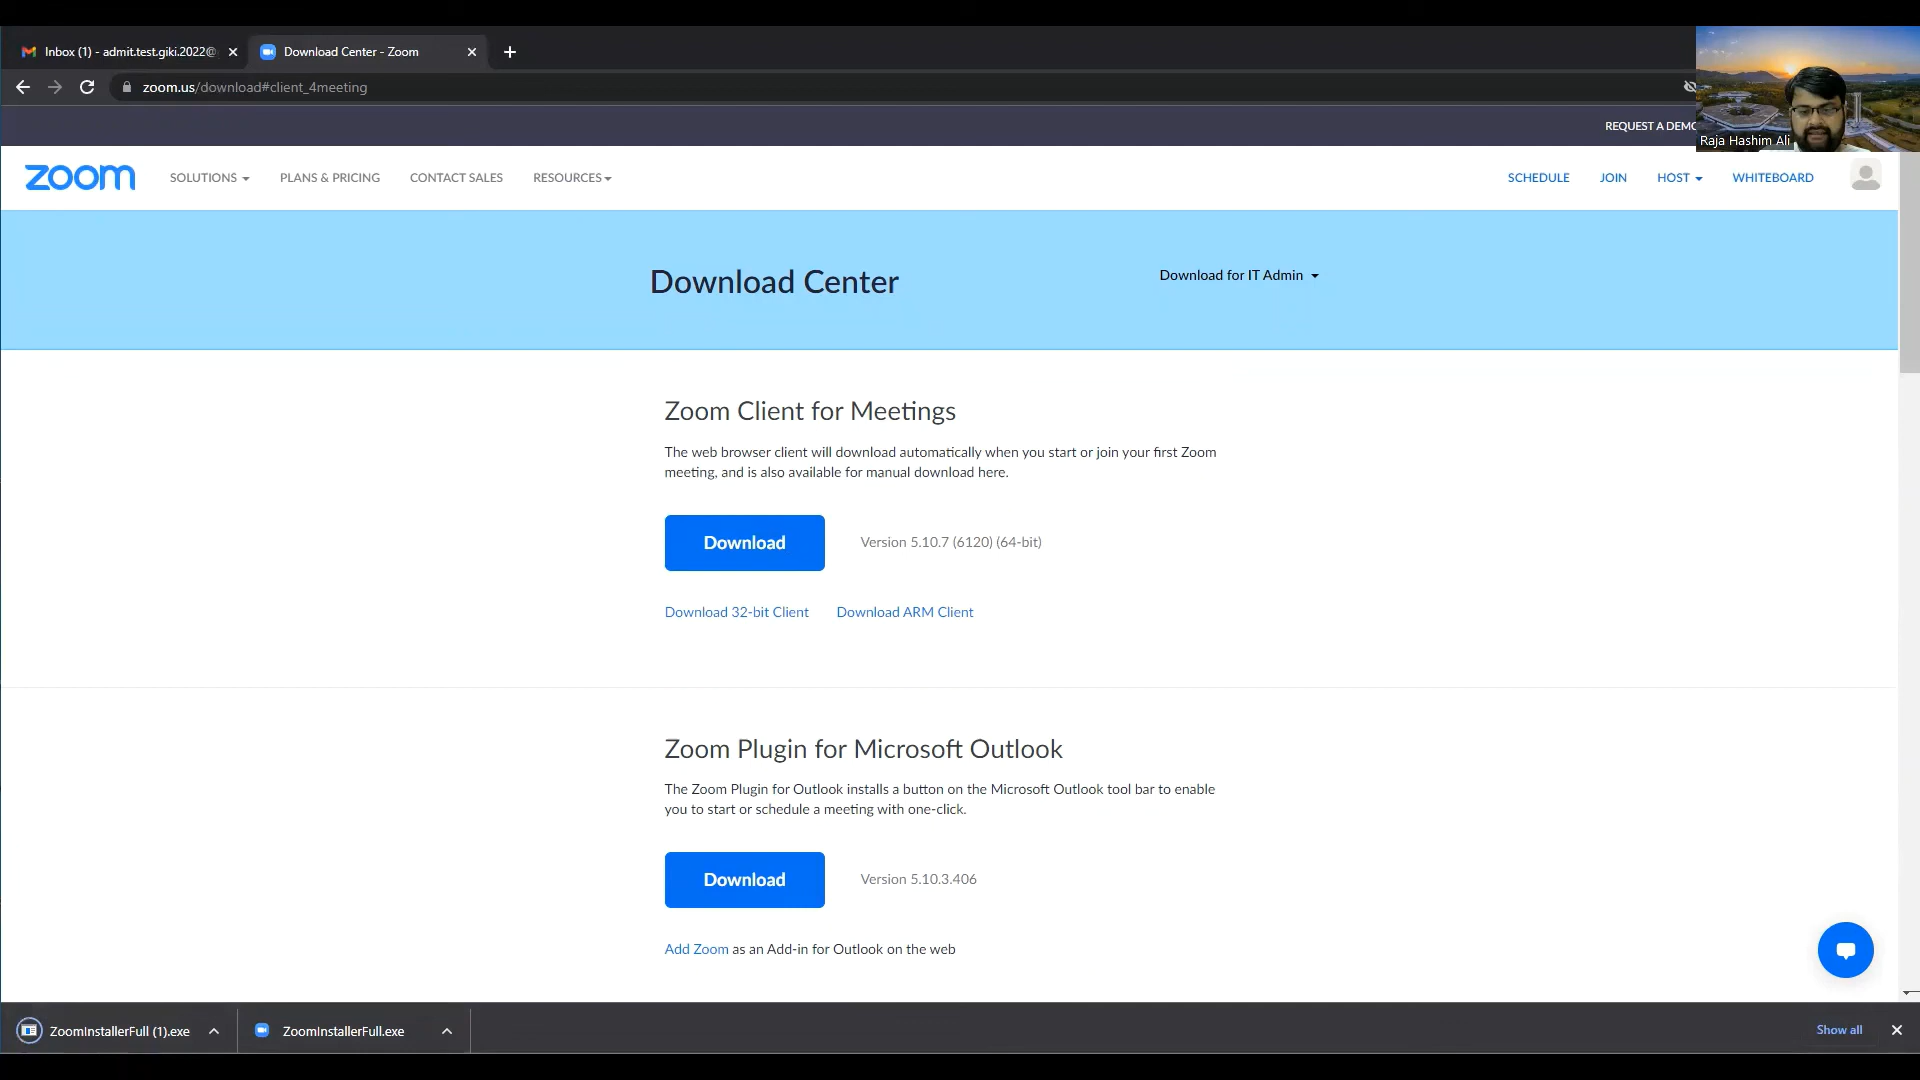 Inbox (1) - admit.test.giki.2022@
Download Center - Zoom
zoom.us/download#client_4meeting
REQUEST A DEMO
Raja Hashim Ali
zoom
SOLUTIONS
PLANS & PRICING
CONTACT SALES
RESOURCES
SCHEDULE
JOIN
HOST
WHITEBOARD
Download Center
Download for IT Admin
Zoom Client for Meetings
The web browser client will download automatically when you start or join your first Zoom
meeting, and is also available for manual download here.
Download
Version 5.10.7 (6120) (64-bit)
Download 32-bit Client
Download ARM Client
Zoom Plugin for Microsoft Outlook
The Zoom Plugin for Outlook installs a button on the Microsoft Outlook tool bar to enable
you to start or schedule a meeting with one-click.
Download
Version 5.10.3.406
Add Zoom as an Add-in for Outlook on the web
ZoomInstallerFull (1).exe
ZoomInstallerFull.exe
Show all